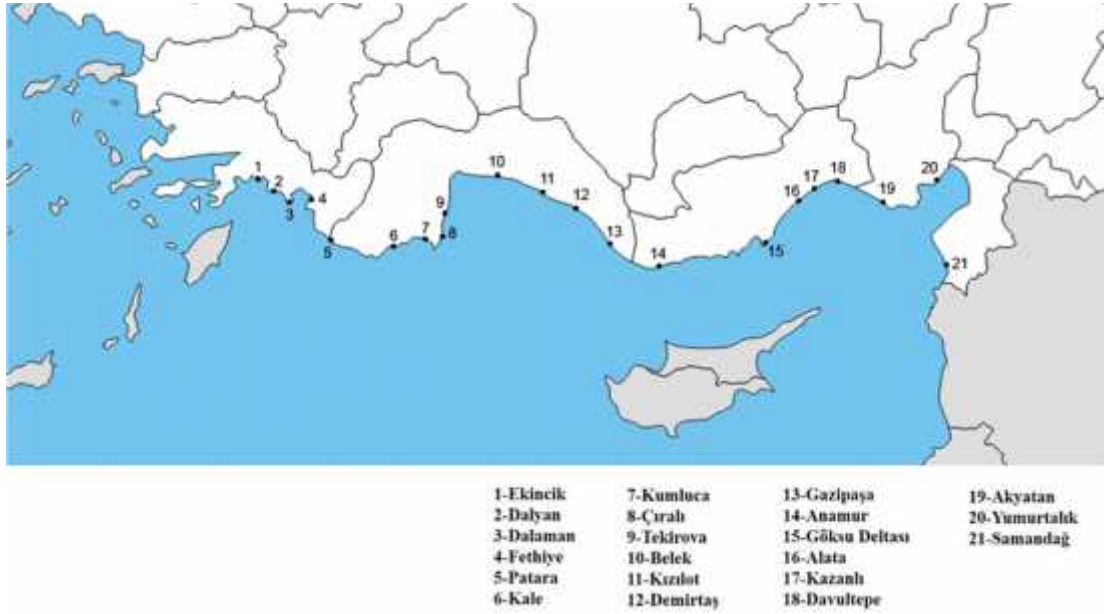 1
2
3
4
5
6
7
8
9
10
11
12
13
14
15
16
17
18
19
20
21
1-Ekincik
2-Dalyan
3-Dalaman
4-Fethiye
5-Patara
6-Kale
7-Kumluca
8-Çıralı
9-Tekirova
10-Belek
11-Kızılot
12-Demirtaş
13-Gazipaşa
14-Anamur
15-Göksu Deltası
16-Alata
17-Kazanlı
18-Davultepe
19-Akyatan
20-Yumurtalık
21-Samandağ